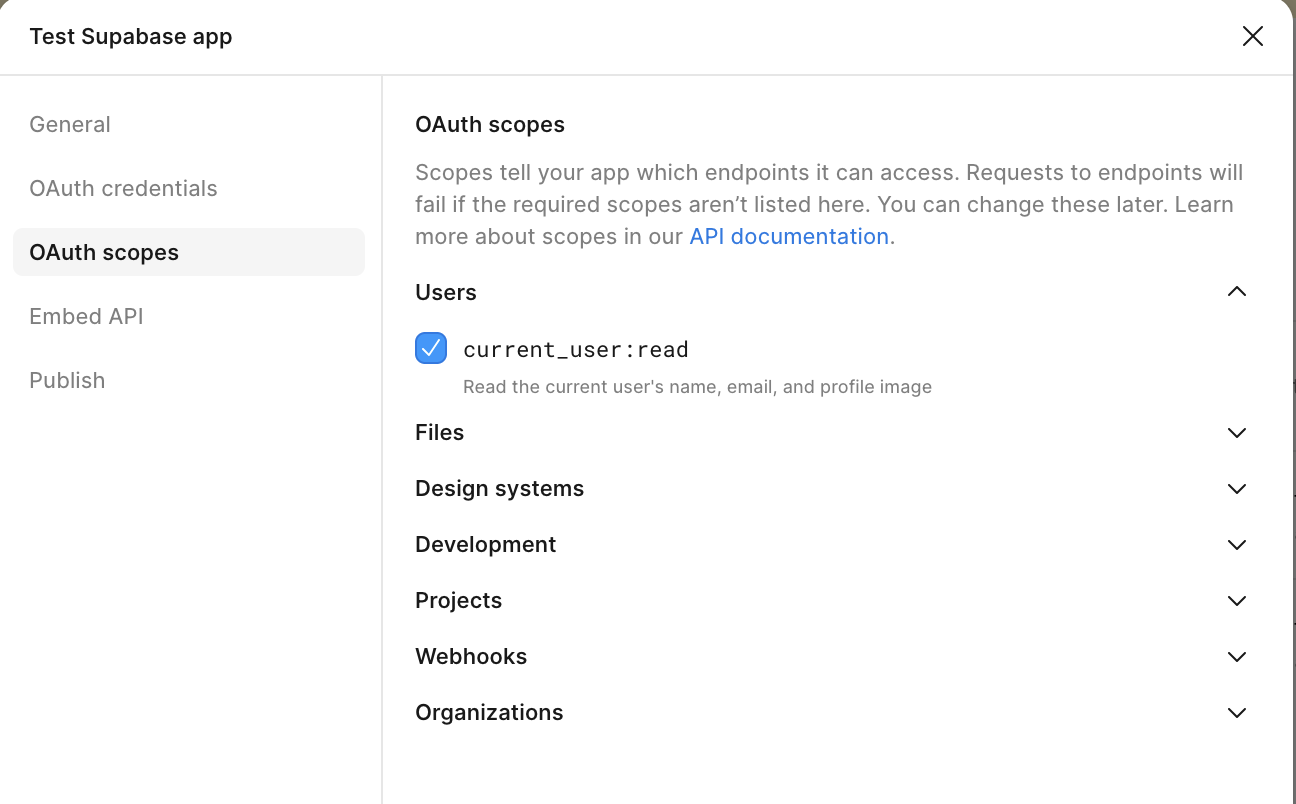 Test Supabase app
General
OAuth credentials
OAuth scopes
Embed API
Publish
OAuth scopes
Scopes tell your app which endpoints it can access. Requests to endpoints will
fail if the required scopes aren’t listed here. You can change these later. Learn
more about scopes in our API documentation.
Users
current_user:read
Read the current user's name, email, and profile image
Files
Design systems
Development
Projects
Webhooks
Organizations